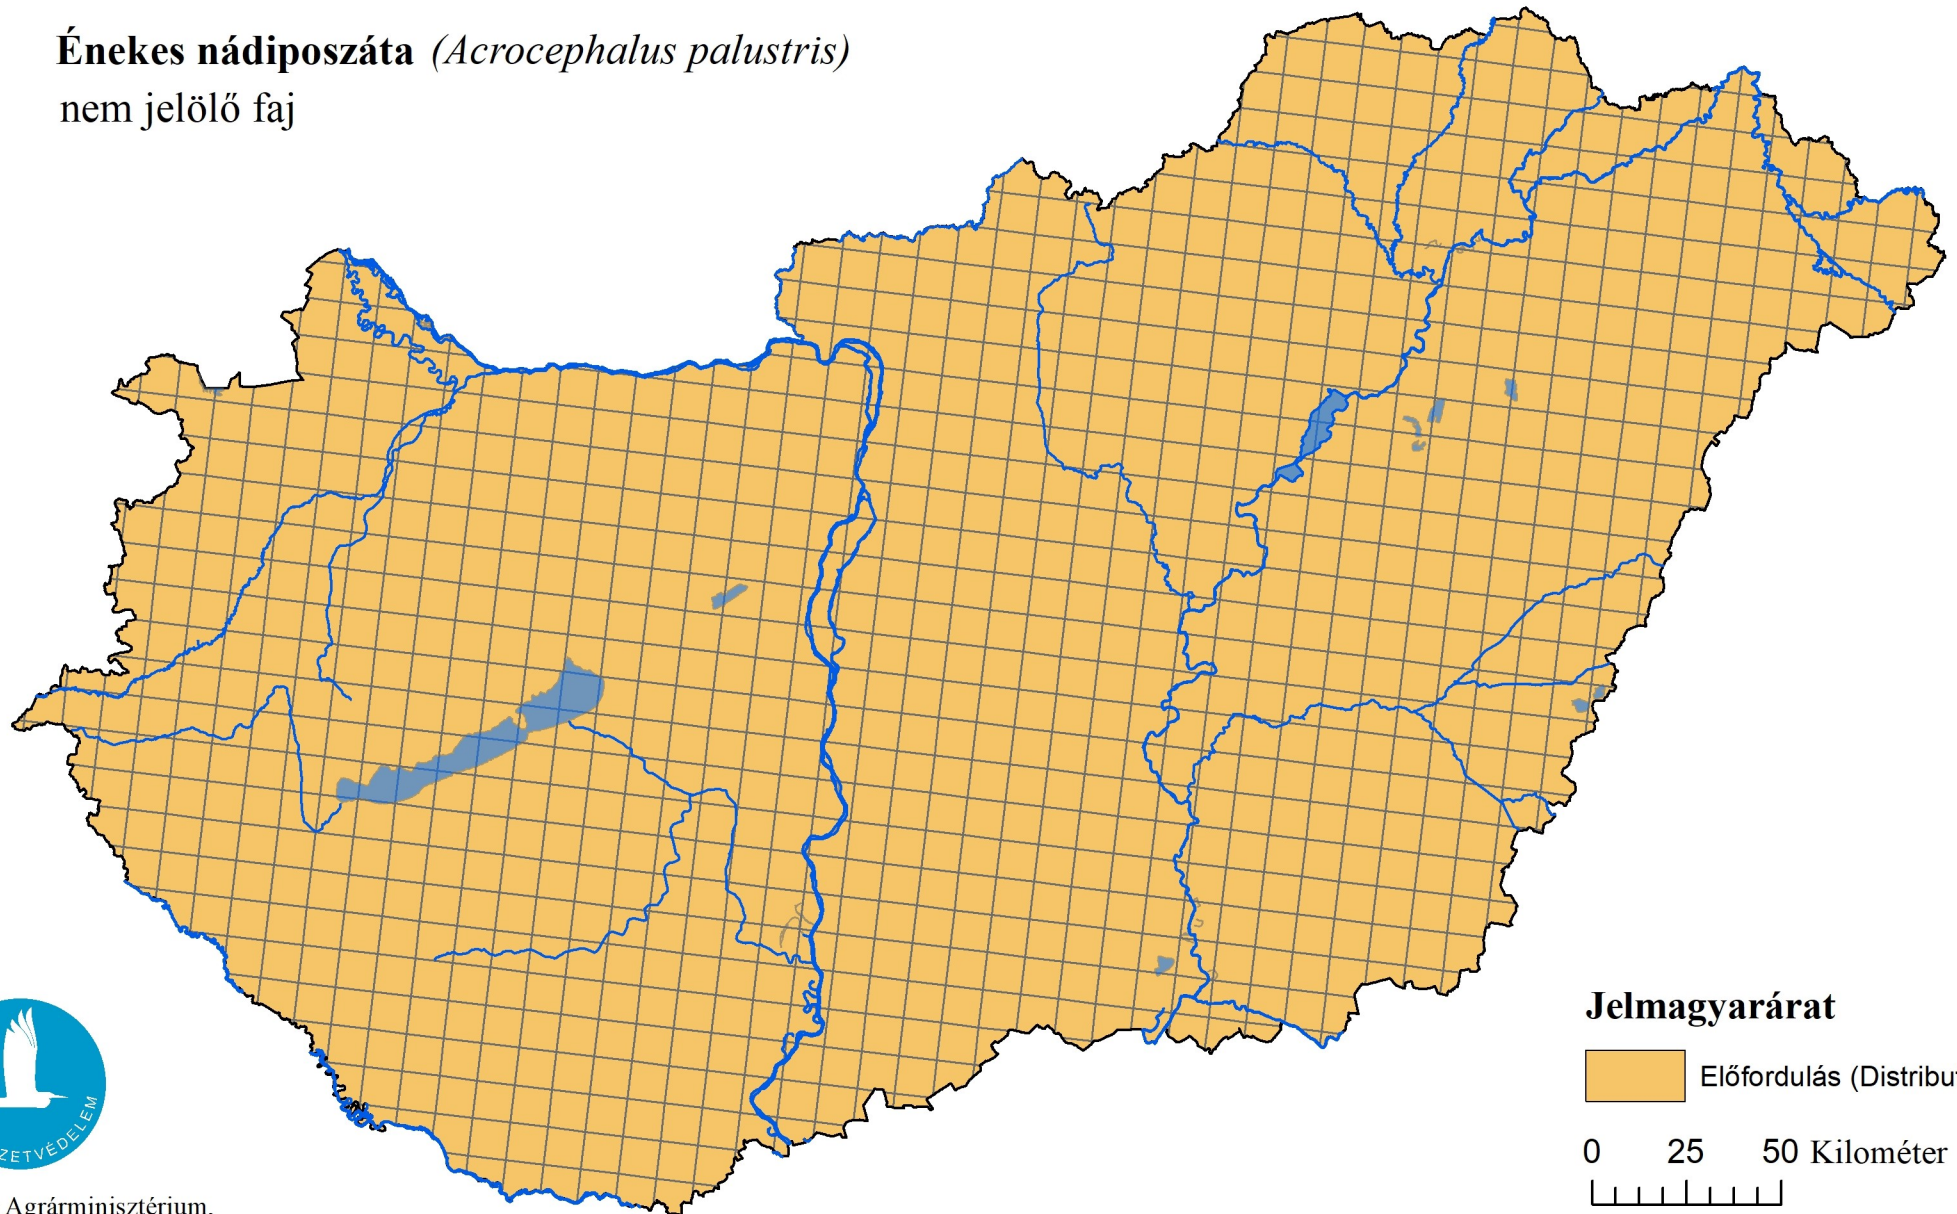 Énekes nádiposzáta (Acrocephalus palustris)
nem jelölő faj
Jelmagyarárat
Előfordulás (Distribu
0 25 50 Kilométer
ZETVÉDELEM
Agrárminisztérium,